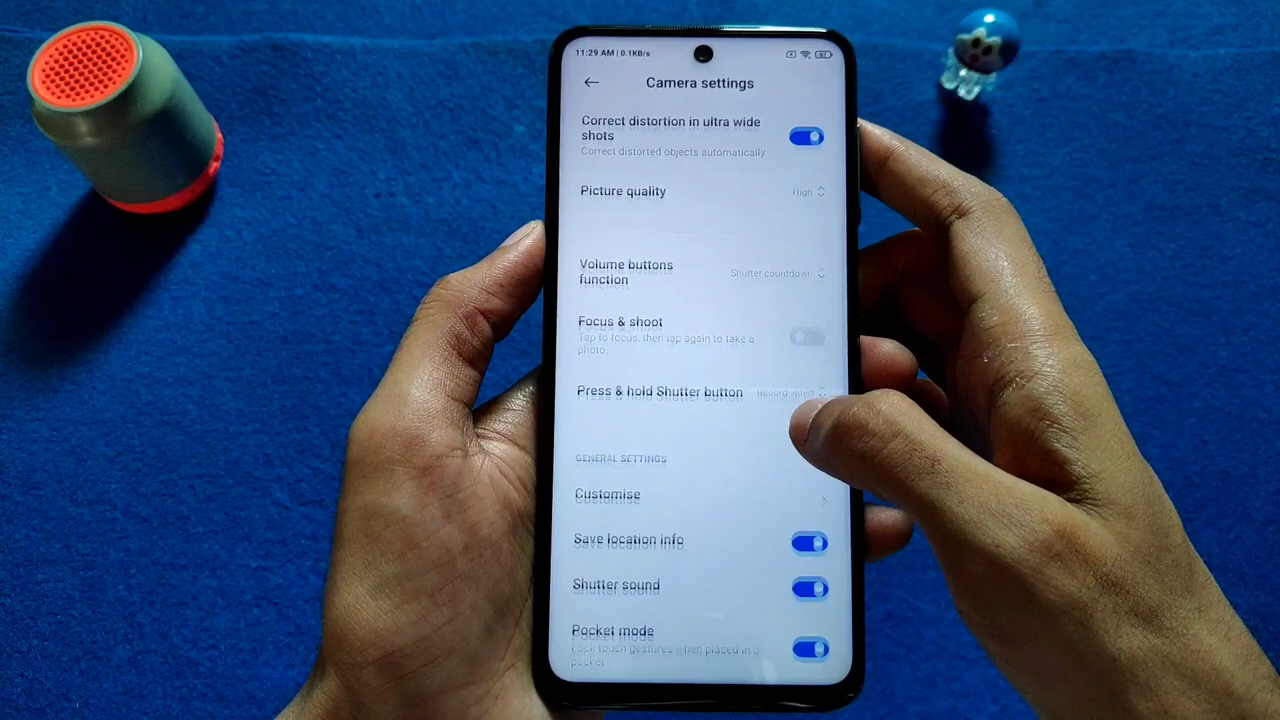 11:29 AM | 0.1KB/s
67
Camera settings
Correct distortion in ultra wide
shots
Correct distorted objects automatically
Picture quality
High
Volume buttons
function
Shutter countdown
Focus & shoot
Tap to focus, then tap again to take a
photo.
Press & hold Shutter button
Record video
GENERAL SETTINGS
Customise
Save location info
Shutter sound
Pocket mode
Lock touch gestures when placed in a
pocket